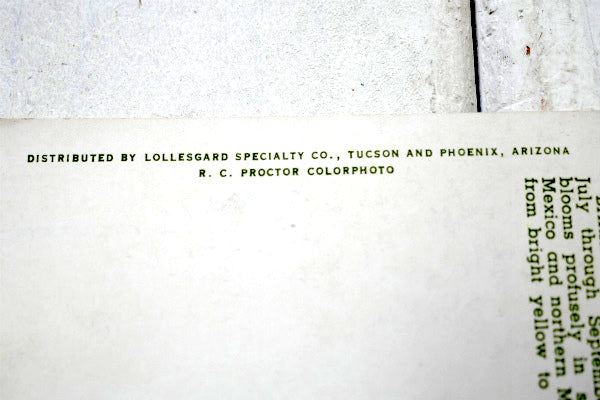 DISTRIBUTED BY LOLLESGARD SPECIALTY CO., TUCSON AND PHOENIX, ARIZONA
R. C. PROCTOR COLORPHOTO
July through
blooms profusely in
Mexico and northern
from bright yellow to